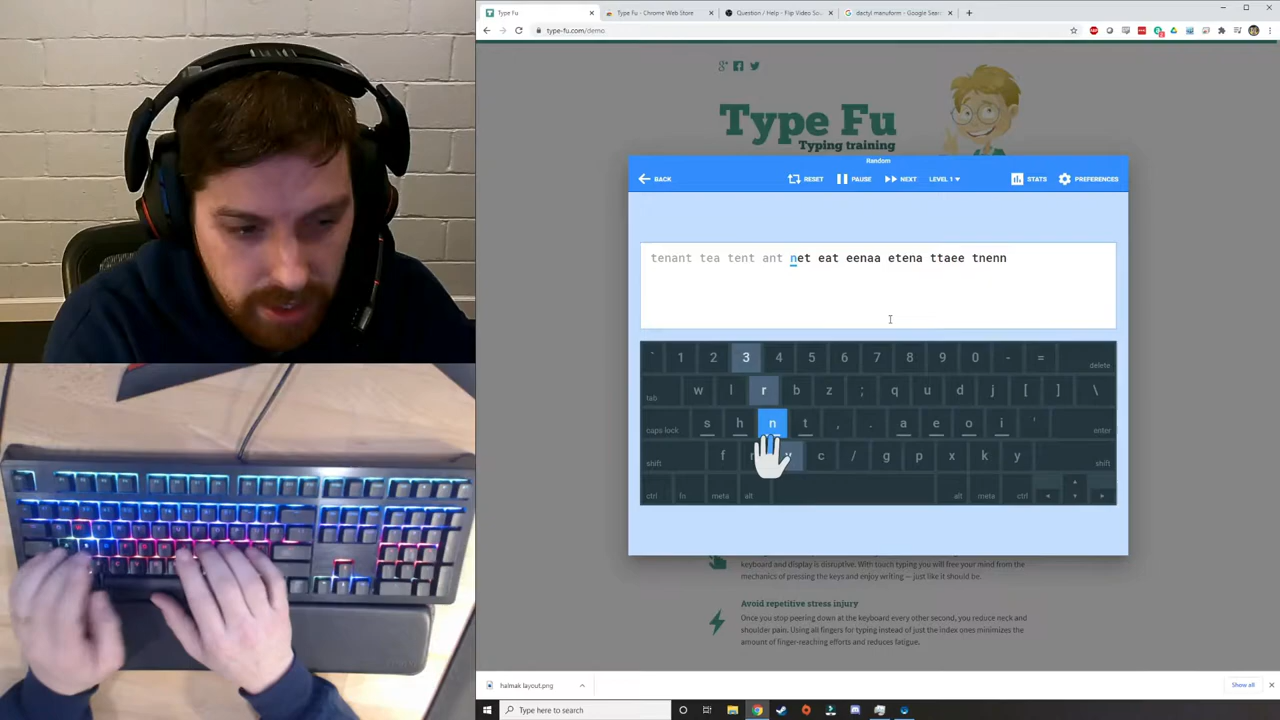 Type Fu
Type Fu - Chrome Web Store
Question / Help - Flip Video So
dactyl manuform - Google Sear
type-fu.com/demo
Type Fu
Typing training
Random
BACK
RESET
PAUSE
NEXT
LEVEL 1
STATS
PREFERENCES
tenant tea tent ant net eat eenaa etena ttaee tnenn
` 1 2 3 4 5 6 7 8 9 0 - = delete
tab w l r b z ; q u d j [ ] \
caps lock s h n t , . a e o i ' enter
shift f v c / g p x k y shift
ctrl fn meta alt alt meta ctrl
keyboard and display is disruptive. With touch typing you free your mind from the
mechanics of pressing the keys and enjoy writing — just like it should be.
Avoid repetitive stress injury
Once you stop peering down at the keyboard every other second, you reduce neck and
shoulder pain. Using all fingers for typing instead of just the index ones minimizes the
amount of finger-reaching efforts and reduces fatigue.
halmak layout.png
Show all
Type here to search